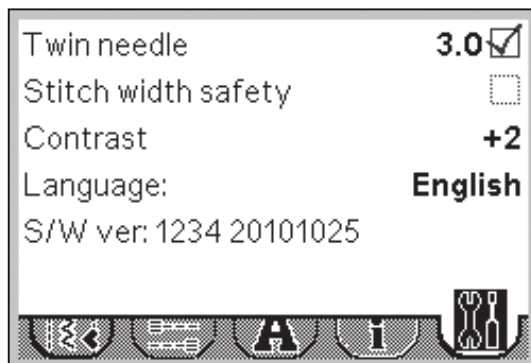 Twin needle 3.0
Stitch width safety
Contrast +2
Language: English
S/W ver: 1234 20101025
A i